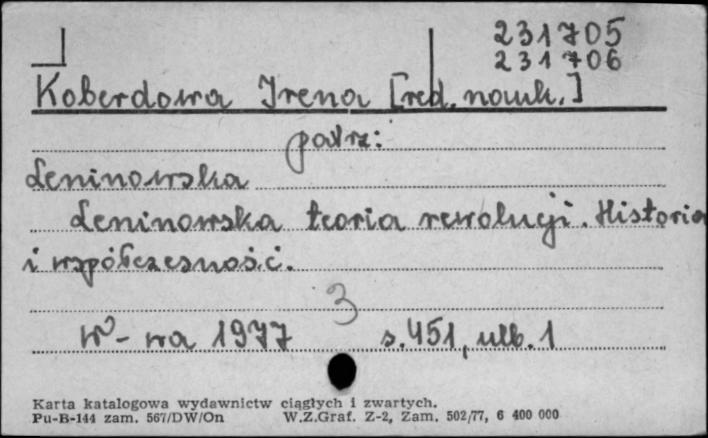 231705
231706
Koberdowa Irena [red. nauk.]
patrz:
Leninowska
Leninowska teoria rewolucji. Historia
i współczesność.
3
W-wa 1977 s. 451, ulb. 1
Karta katalogowa wydawnictw ciągłych i zwartych.
Pu-B-144 zam. 567/DW/On W.Z.Graf. Z-2, Zam. 502/77, 6 400 000